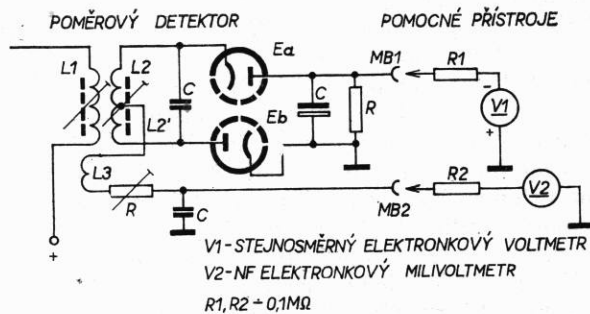 POMĚROVÝ DETEKTOR
POMOCNÉ PŘÍSTROJE
L1
L2
L2'
L3
C
Ea
Eb
C
R
MB1
R1
-
V1
+
R
C
MB2
R2
V2
+
V1-STEJNOSMĚRNÝ ELEKTRONKOVÝ VOLTMETR
V2-NF ELEKTRONKOVÝ MILIVOLTMETR
R1, R2 ÷ 0,1MΩ